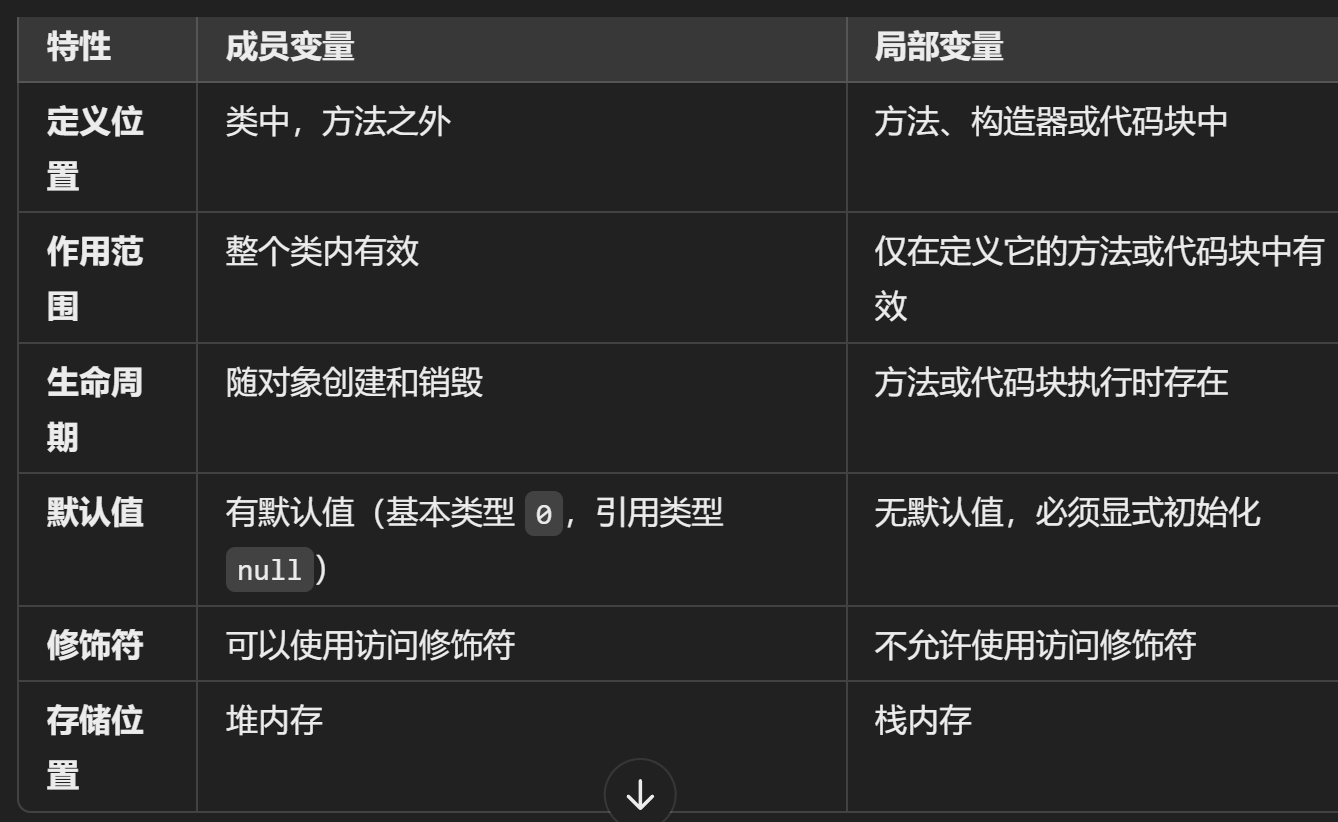 特性
成员变量
局部变量
定义位
置
类中，方法之外
方法、构造器或代码块中
作用范
围
整个类内有效
仅在定义它的方法或代码块中有
效
生命周
期
随对象创建和销毁
方法或代码块执行时存在
默认值
有默认值（基本类型 0，引用类型
null）
无默认值，必须显式初始化
修饰符
可以使用访问修饰符
不允许使用访问修饰符
存储位
置
堆内存
栈内存